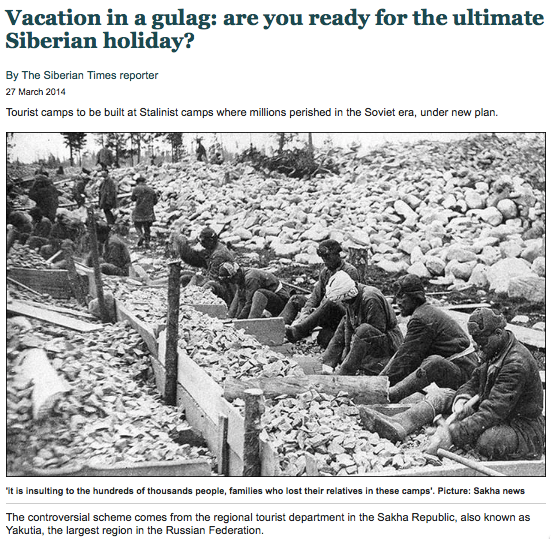 Vacation in a gulag: are you ready for the ultimate
Siberian holiday?
By The Siberian Times reporter
27 March 2014
Tourist camps to be built at Stalinist camps where millions perished in the Soviet era, under new plan.
'it is insulting to the hundreds of thousands people, families who lost their relatives in these camps'. Picture: Sakha news
The controversial scheme comes from the regional tourist department in the Sakha Republic, also known as
Yakutia, the largest region in the Russian Federation.